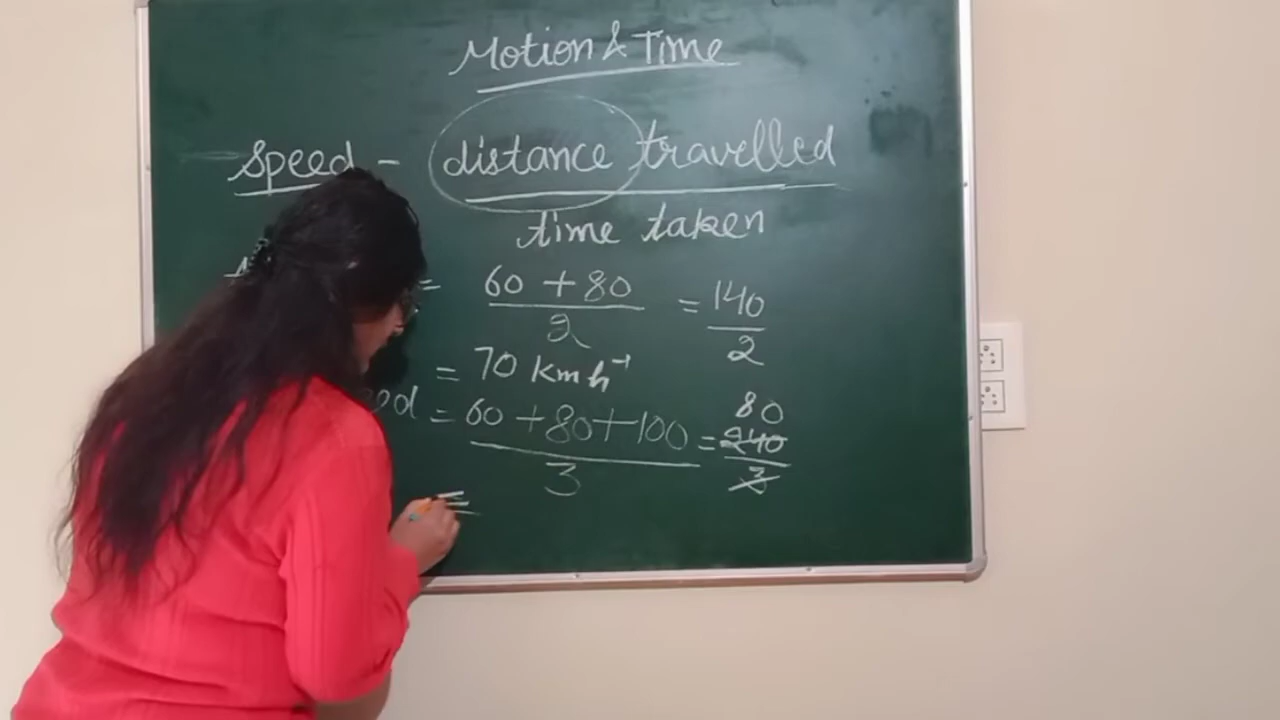 Motion & Time
Speed - distance travelled
time taken
= 60 + 80 / 2 = 140 / 2
= 70 Km h⁻¹
= 60 + 80 + 100 / 3 = 240 / 3 80
=